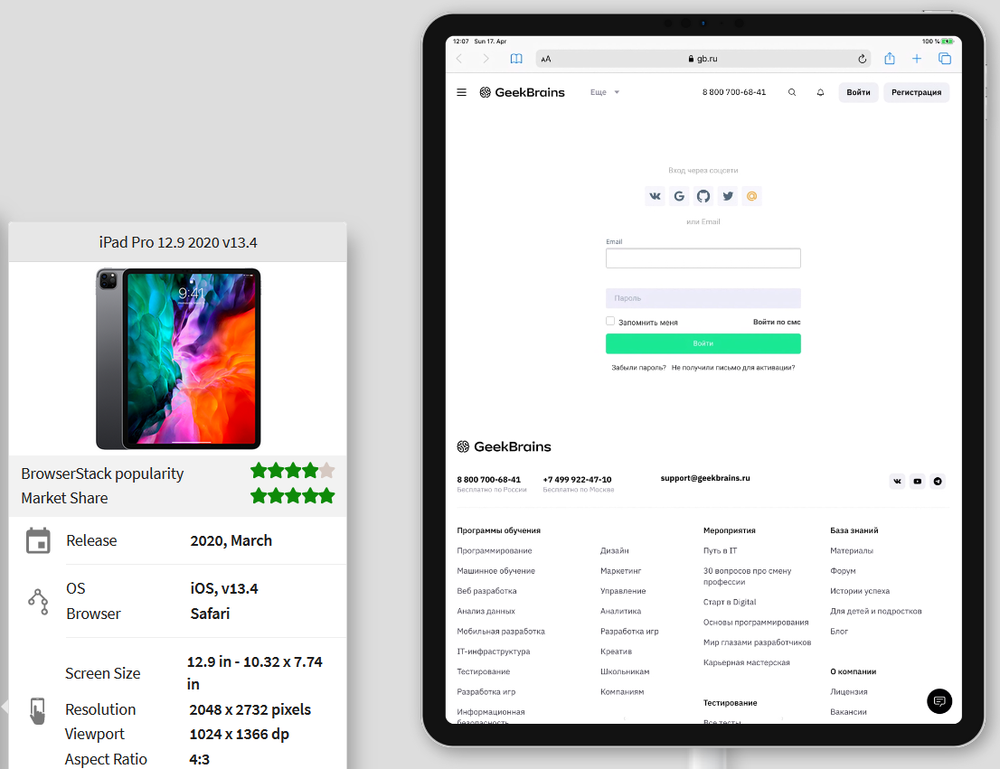 iPad Pro 12.9 2020 v13.4
9:41
BrowserStack popularity
Market Share
Release 2020, March
OS iOS, v13.4
Browser Safari
Screen Size 12.9 in - 10.32 x 7.74 in
Resolution 2048 x 2732 pixels
Viewport 1024 x 1366 dp
Aspect Ratio 4:3
12:07 Sun 17. Apr 100 %
AA gb.ru
GeekBrains Еще 8 800 700-68-41 Войти Регистрация
Вход через соцсети
или Email
Email
Пароль
Запомнить меня Войти по смс
Войти
Забыли пароль? Не получили письмо для активации?
GeekBrains
8 800 700-68-41 +7 499 922-47-10 support@geekbrains.ru
Бесплатно по России Бесплатно по Москве
Программы обучения
Программирование
Машинное обучение
Веб разработка
Анализ данных
Мобильная разработка
IT-инфраструктура
Тестирование
Разработка игр
Информационная
безопасность
Дизайн
Маркетинг
Управление
Аналитика
Разработка игр
Креатив
Школьникам
Компаниям
Мероприятия
Путь в IT
30 вопросов про смену
профессии
Старт в Digital
Основы программирования
Мир глазами разработчиков
Карьерная мастерская
Тестирование
Все тесты
База знаний
Материалы
Форум
Истории успеха
Для детей и подростков
Блог
О компании
Лицензия
Вакансии